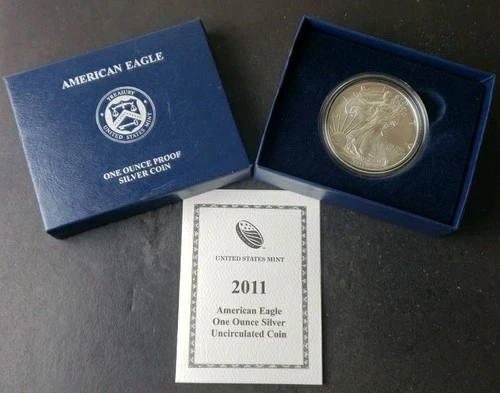 AMERICAN EAGLE
TREASURY
UNITED STATES MINT
ONE OUNCE PROOF
SILVER COIN
UNITED STATES MINT
2011
American Eagle
One Ounce Silver
Uncirculated Coin